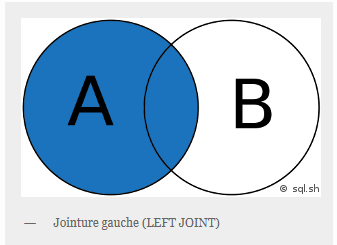 A B
© sql.sh
— Jointure gauche (LEFT JOINT)